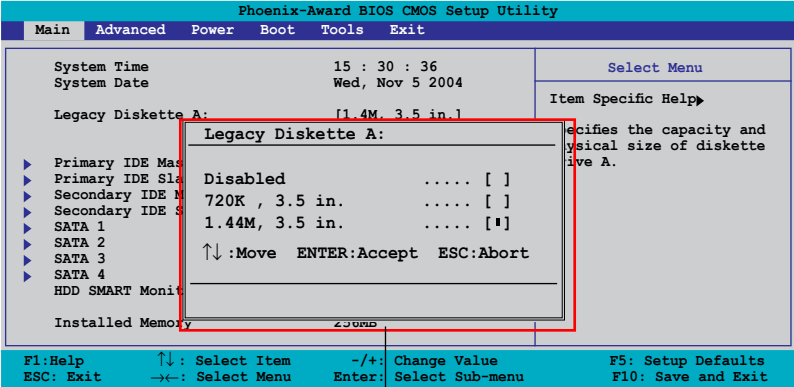 Phoenix-Award BIOS CMOS Setup Utility
Main Advanced Power Boot Tools Exit
System Time 15 : 30 : 36
System Date Wed, Nov 5 2004
Legacy Diskette A: [1.4M, 3.5 in.]
Primary IDE Mas
Primary IDE Sla
Secondary IDE M
Secondary IDE S
SATA 1
SATA 2
SATA 3
SATA 4
HDD SMART Monit
Installed Memory 256MB
Legacy Diskette A:
Disabled ..... [ ]
720K , 3.5 in. ..... [ ]
1.44M, 3.5 in. ..... [▮]
↑↓ :Move ENTER:Accept ESC:Abort
Select Menu
Item Specific Help▶
ecifies the capacity and
ysical size of diskette
ive A.
F1:Help ↑↓ : Select Item -/+: Change Value F5: Setup Defaults
ESC: Exit →←: Select Menu Enter: Select Sub-menu F10: Save and Exit